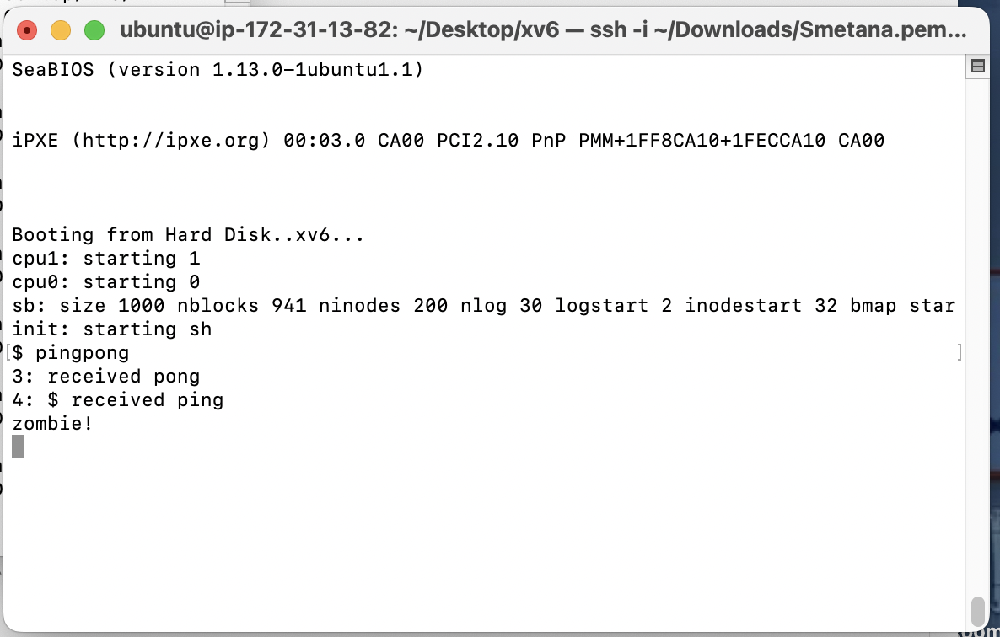 ubuntu@ip-172-31-13-82: ~/Desktop/xv6 — ssh -i ~/Downloads/Smetana.pem...
SeaBIOS (version 1.13.0-1ubuntu1.1)
iPXE (http://ipxe.org) 00:03.0 CA00 PCI2.10 PnP PMM+1FF8CA10+1FECCA10 CA00
Booting from Hard Disk..xv6...
cpu1: starting 1
cpu0: starting 0
sb: size 1000 nblocks 941 ninodes 200 nlog 30 logstart 2 inodestart 32 bmap star
init: starting sh
[$ pingpong ]
3: received pong
4: $ received ping
zombie!